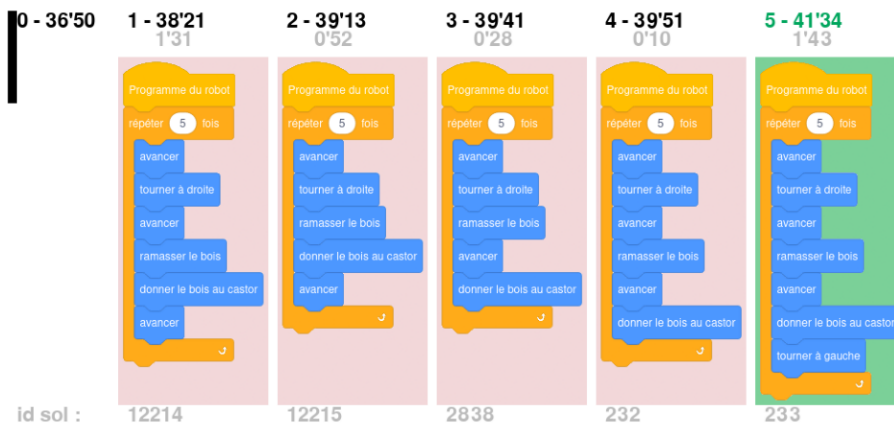 0 - 36'50
1 - 38'21
1'31
Programme du robot
répéter 5 fois
avancer
tourner à droite
avancer
ramasser le bois
donner le bois au castor
avancer
2 - 39'13
0'52
Programme du robot
répéter 5 fois
avancer
tourner à droite
ramasser le bois
donner le bois au castor
avancer
3 - 39'41
0'28
Programme du robot
répéter 5 fois
avancer
tourner à droite
ramasser le bois
avancer
donner le bois au castor
4 - 39'51
0'10
Programme du robot
répéter 5 fois
avancer
tourner à droite
avancer
ramasser le bois
avancer
donner le bois au castor
5 - 41'34
1'43
Programme du robot
répéter 5 fois
avancer
tourner à droite
avancer
ramasser le bois
avancer
donner le bois au castor
tourner à gauche
id sol :
12214
12215
2838
232
233